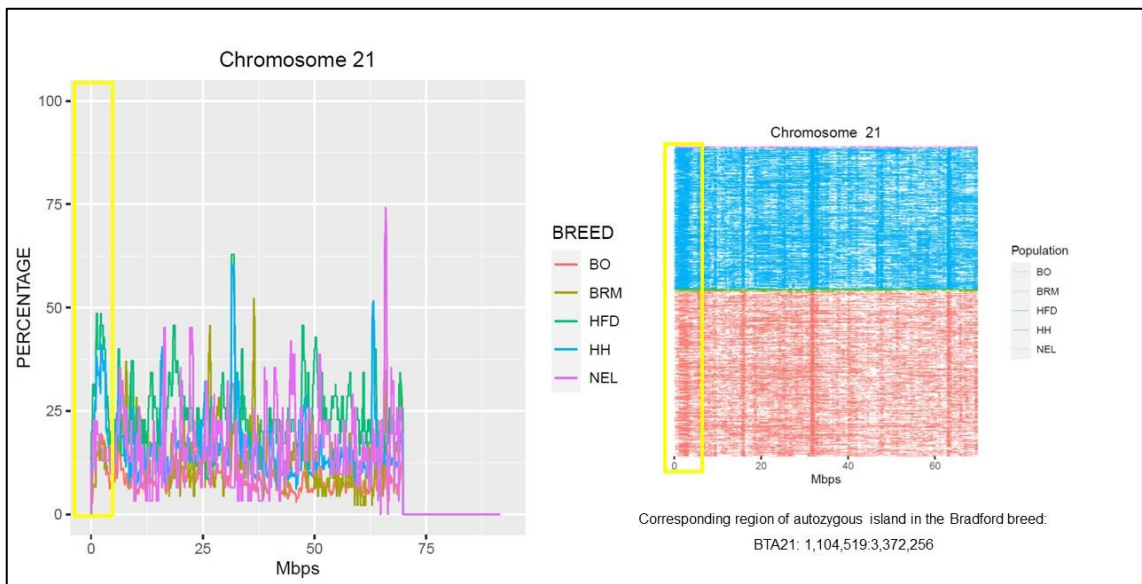 Chromosome 21
100
75
50
25
0
PERCENTAGE
0 25 50 75
Mbps
BREED
BO
BRM
HFD
HH
NEL
Chromosome 21
0 20 40 60
Mbps
Population
BO
BRM
HFD
HH
NEL
Corresponding region of autozygous island in the Bradford breed:
BTA21: 1,104,519:3,372,256